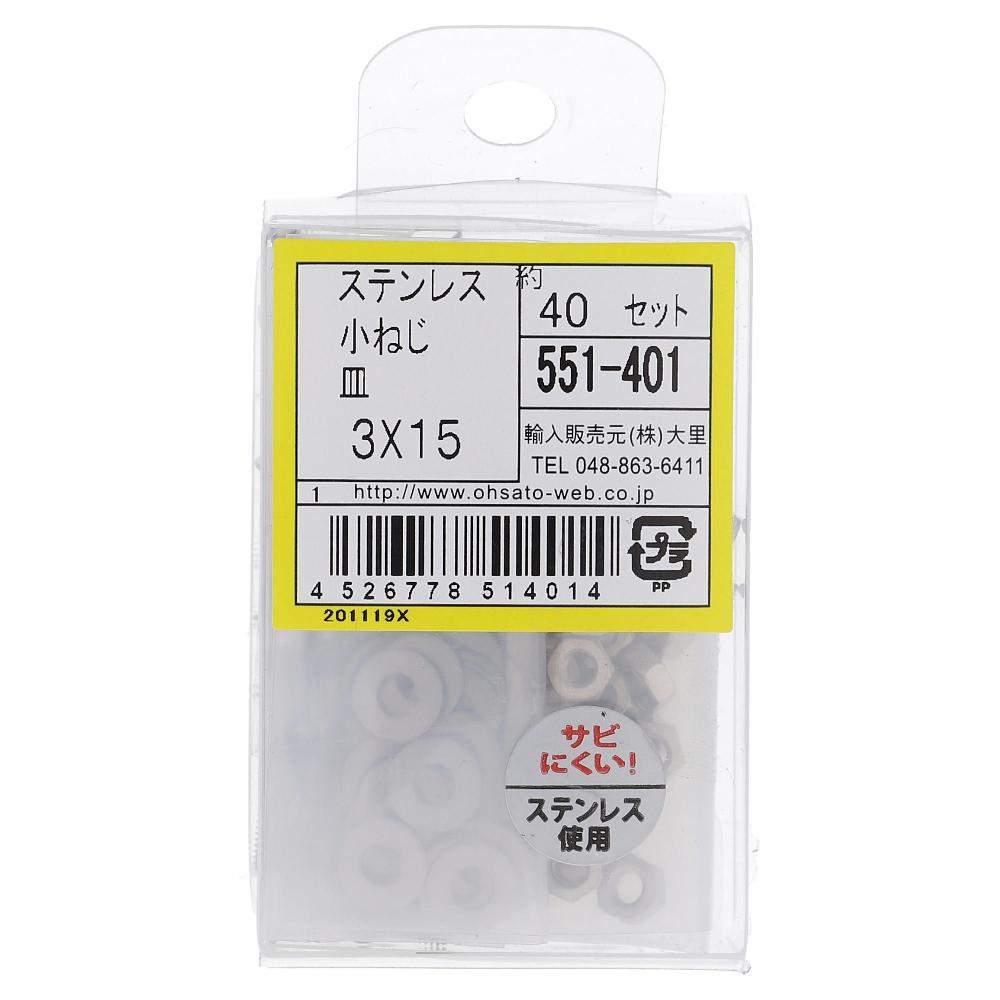 ステンレス
小ねじ
皿
3X15
約
40 セット
551-401
輸入販売元(株)大里
TEL 048-863-6411
1 http://www.ohsato-web.co.jp
4 526778 514014
プラ
PP
201119X
サビ
にくい!
ステンレス
使用